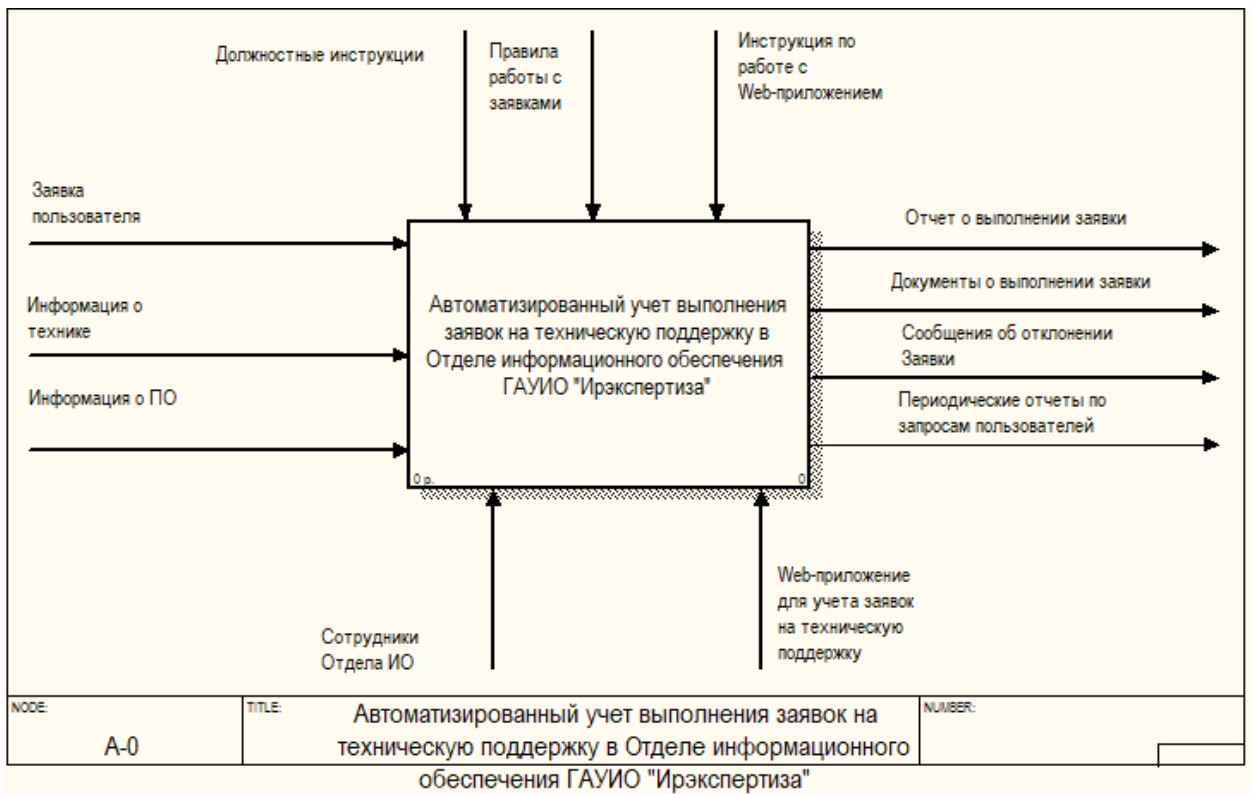 Должностные инструкции
Правила
работы с
заявками
Инструкция по
работе с
Web-приложением
Заявка
пользователя
Информация о
технике
Информация о ПО
Автоматизированный учет выполнения
заявок на техническую поддержку в
Отделе информационного обеспечения
ГАУИО "Ирэкспертиза"
0 р.
0
Отчет о выполнении заявки
Документы о выполнении заявки
Сообщения об отклонении
Заявки
Периодические отчеты по
запросам пользователей
Сотрудники
Отдела ИО
Web-приложение
для учета заявок
на техническую
поддержку
NODE:
A-0
TITLE:
Автоматизированный учет выполнения заявок на
техническую поддержку в Отделе информационного
обеспечения ГАУИО "Ирэкспертиза"
NUMBER: